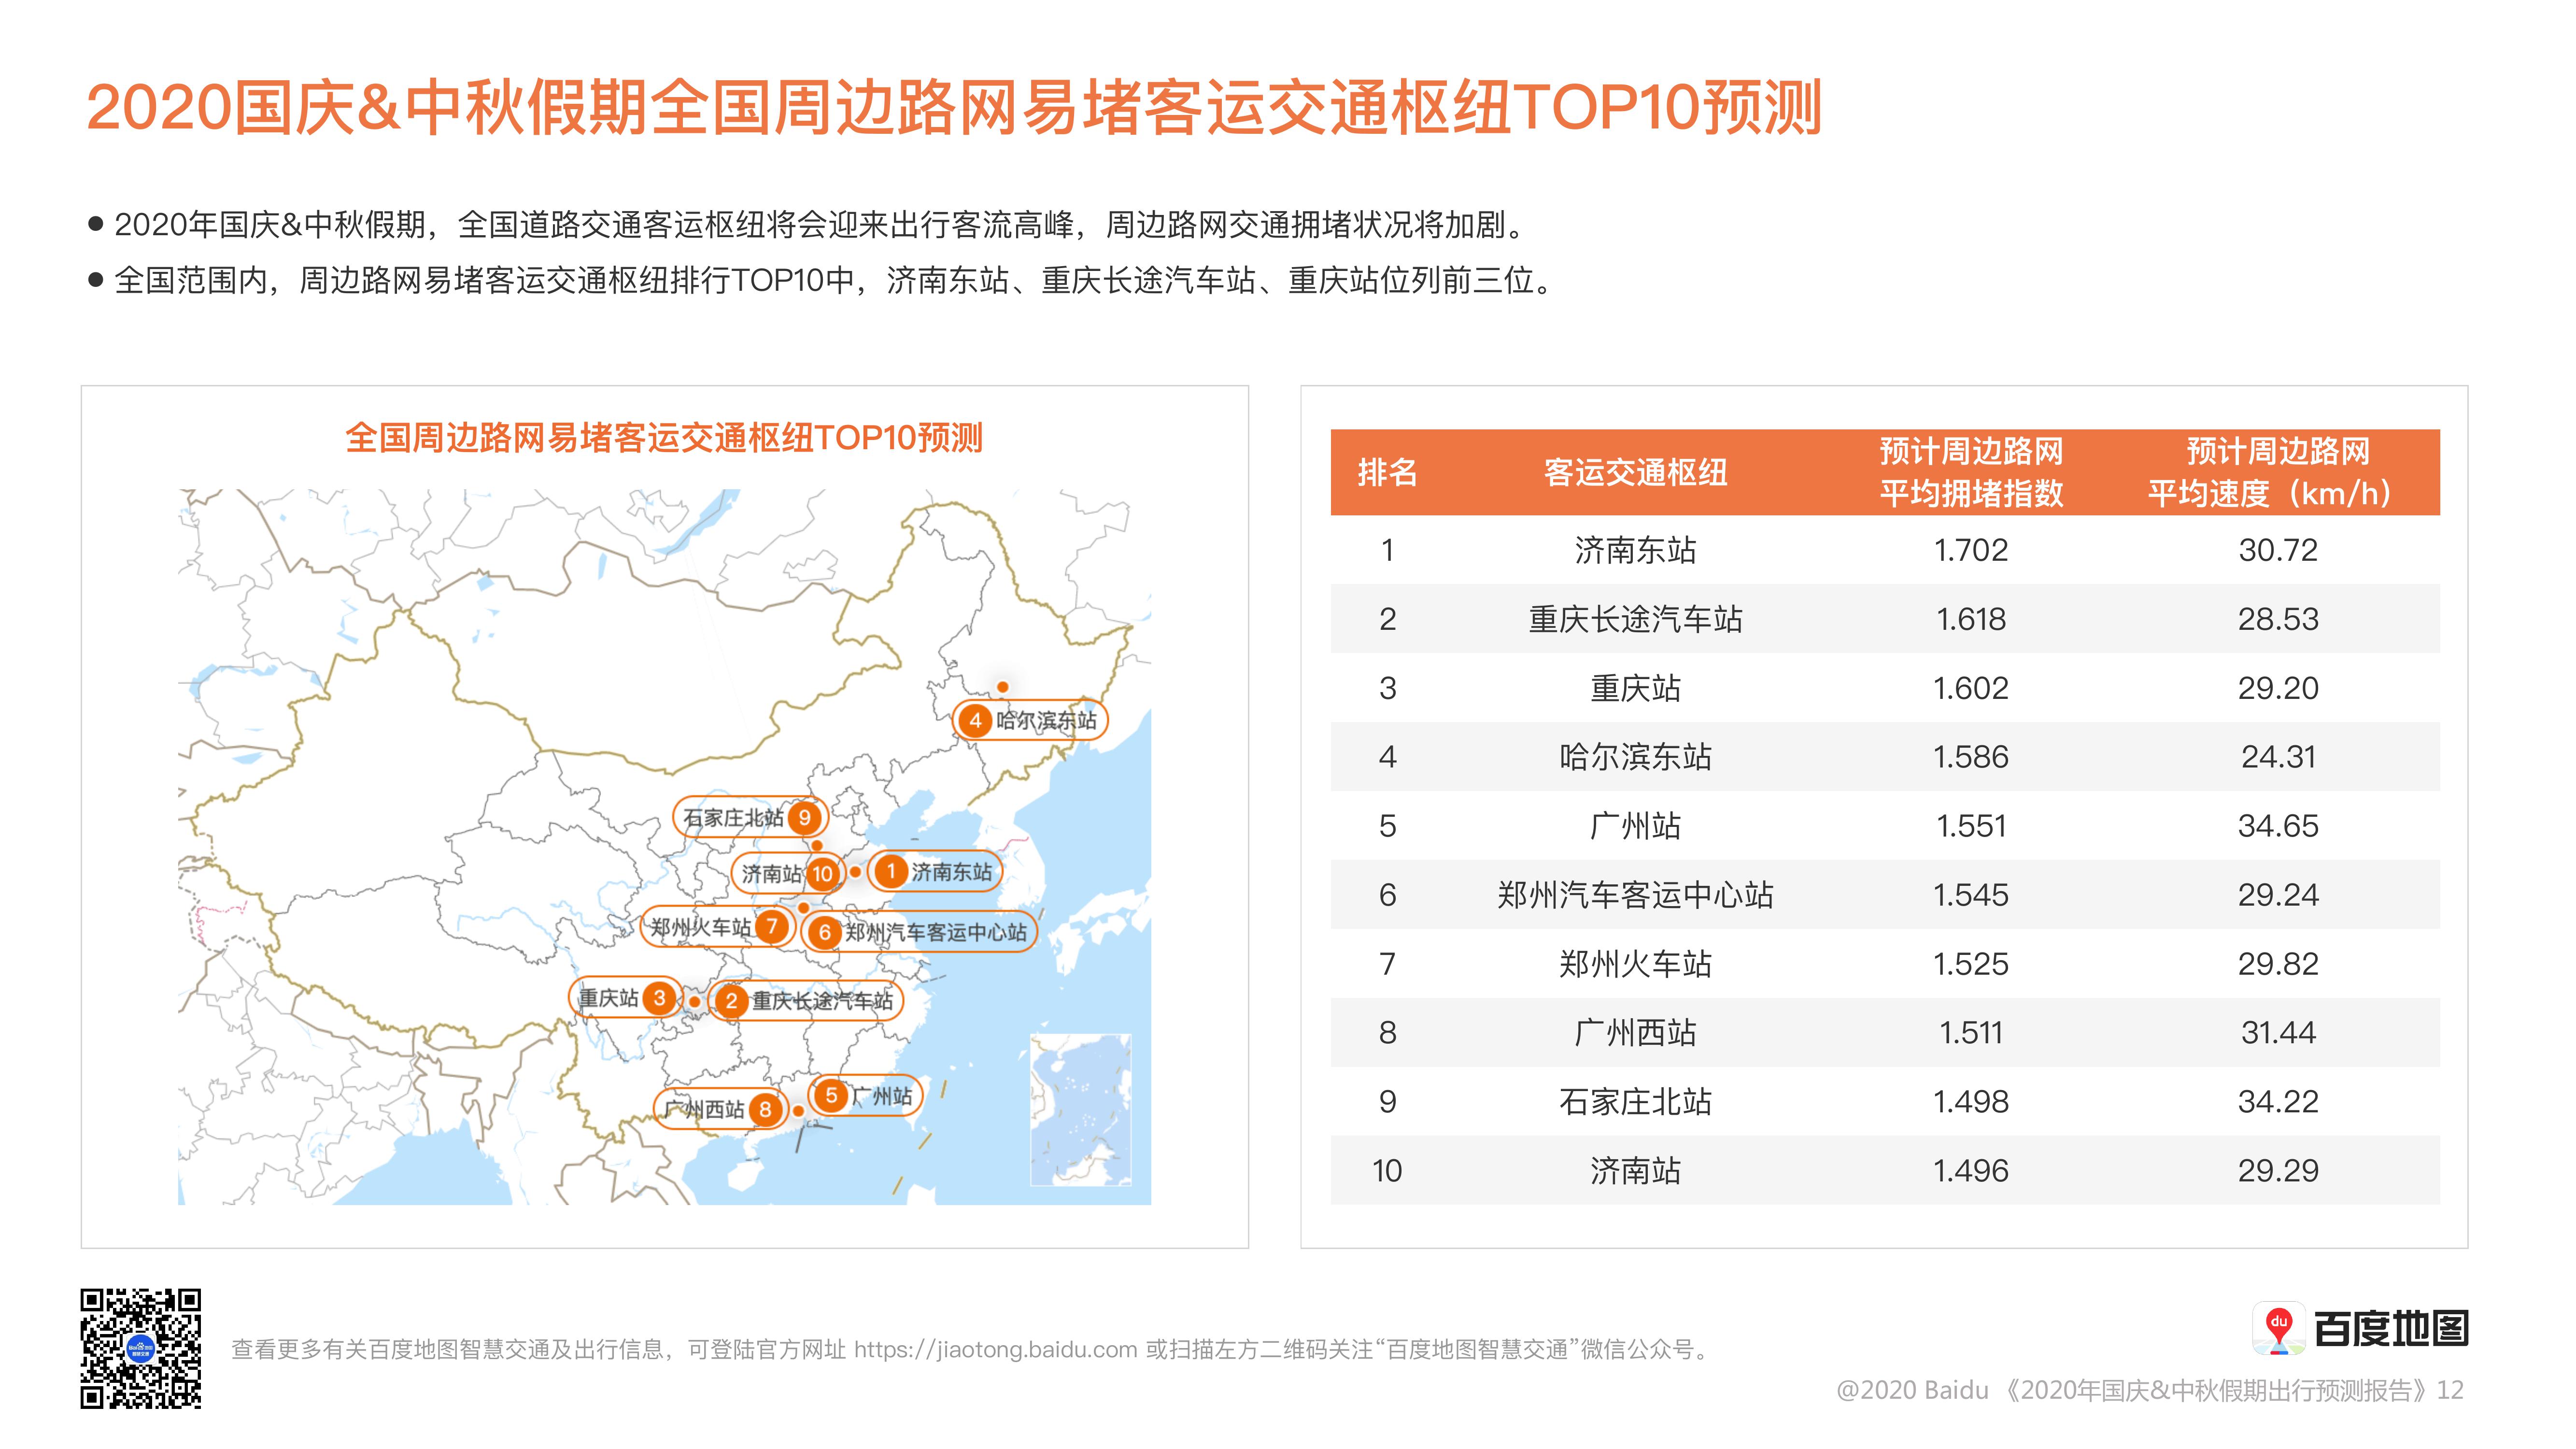 2020国庆&中秋假期全国周边路网易堵客运交通枢纽TOP10预测
● 2020年国庆&中秋假期，全国道路交通客运枢纽将会迎来出行客流高峰，周边路网交通拥堵状况将加剧。
● 全国范围内，周边路网易堵客运交通枢纽排行TOP10中，济南东站、重庆长途汽车站、重庆站位列前三位。
全国周边路网易堵客运交通枢纽TOP10预测
4 哈尔滨东站
石家庄北站 9
济南站 10 1 济南东站
郑州火车站 7 6 郑州汽车客运中心站
重庆站 3 2 重庆长途汽车站
广州西站 8 5 广州站
排名 客运交通枢纽 预计周边路网 平均拥堵指数 预计周边路网 平均速度（km/h）
1 济南东站 1.702 30.72
2 重庆长途汽车站 1.618 28.53
3 重庆站 1.602 29.20
4 哈尔滨东站 1.586 24.31
5 广州站 1.551 34.65
6 郑州汽车客运中心站 1.545 29.24
7 郑州火车站 1.525 29.82
8 广州西站 1.511 31.44
9 石家庄北站 1.498 34.22
10 济南站 1.496 29.29
查看更多有关百度地图智慧交通及出行信息，可登陆官方网址 https://jiaotong.baidu.com 或扫描左方二维码关注“百度地图智慧交通”微信公众号。
du 百度地图
@2020 Baidu 《2020年国庆&中秋假期出行预测报告》12